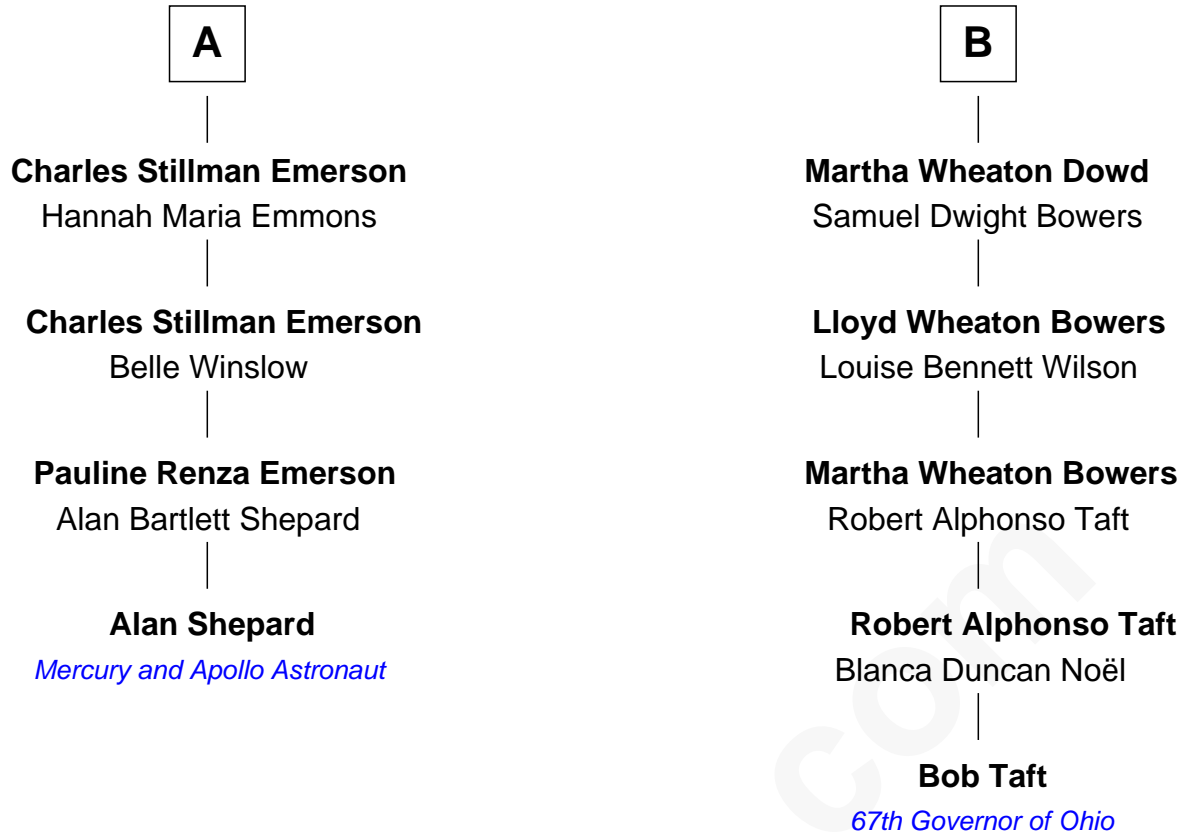 A
Charles Stillman Emerson
Hannah Maria Emmons
Charles Stillman Emerson
Belle Winslow
Pauline Renza Emerson
Alan Bartlett Shepard
Alan Shepard
Mercury and Apollo Astronaut
B
Martha Wheaton Dowd
Samuel Dwight Bowers
Lloyd Wheaton Bowers
Louise Bennett Wilson
Martha Wheaton Bowers
Robert Alphonso Taft
Robert Alphonso Taft
Blanca Duncan Noël
Bob Taft
67th Governor of Ohio
com